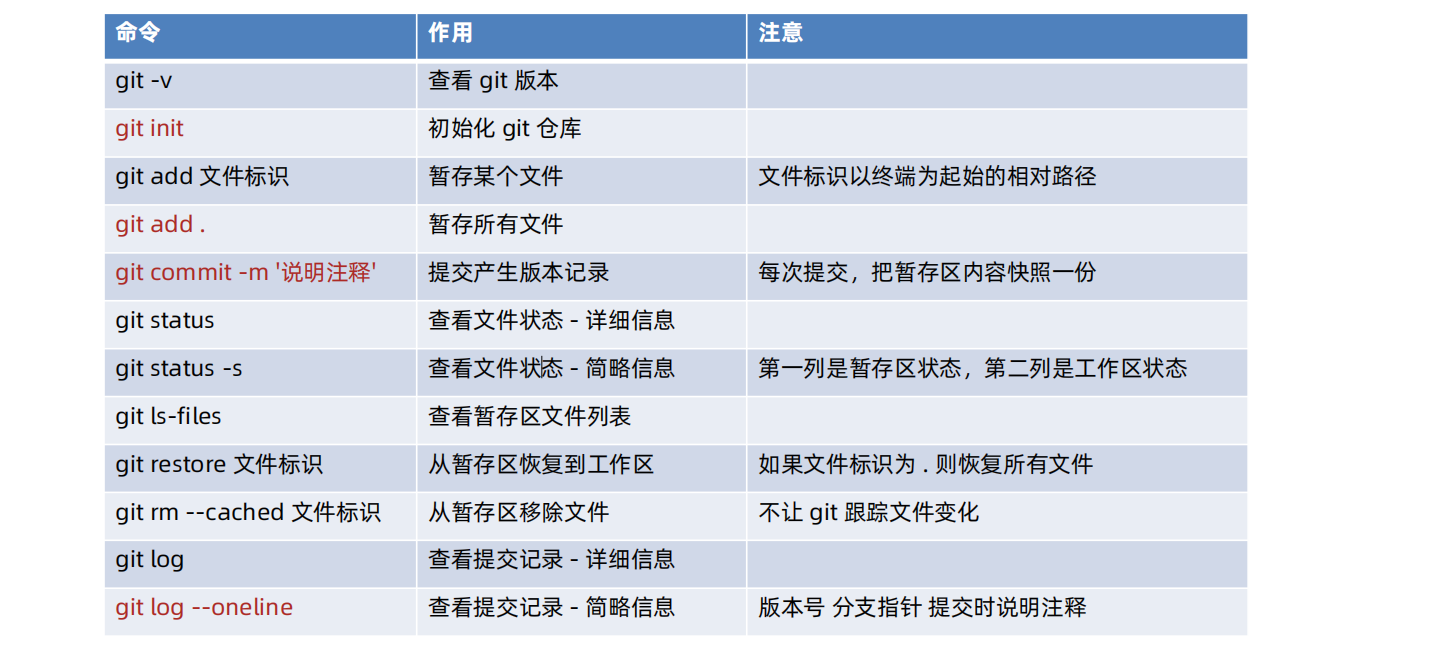 命令 作用 注意
git -v 查看 git 版本
git init 初始化 git 仓库
git add 文件标识 暂存某个文件 文件标识以终端为起始的相对路径
git add . 暂存所有文件
git commit -m '说明注释' 提交产生版本记录 每次提交，把暂存区内容快照一份
git status 查看文件状态 - 详细信息
git status -s 查看文件状态 - 简略信息 第一列是暂存区状态，第二列是工作区状态
git ls-files 查看暂存区文件列表
git restore 文件标识 从暂存区恢复到工作区 如果文件标识为 . 则恢复所有文件
git rm --cached 文件标识 从暂存区移除文件 不让 git 跟踪文件变化
git log 查看提交记录 - 详细信息
git log --oneline 查看提交记录 - 简略信息 版本号 分支指针 提交时说明注释